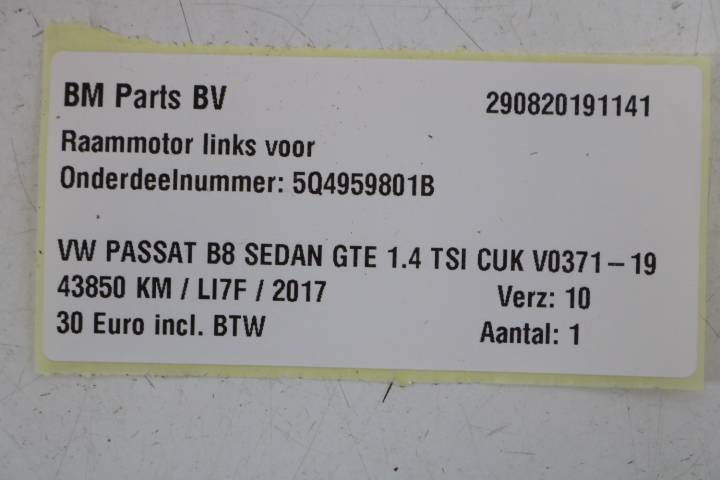 BM Parts BV 290820191141
Raammotor links voor
Onderdeelnummer: 5Q4959801B
VW PASSAT B8 SEDAN GTE 1.4 TSI CUK V0371-19
43850 KM / LI7F / 2017 Verz: 10
30 Euro incl. BTW Aantal: 1